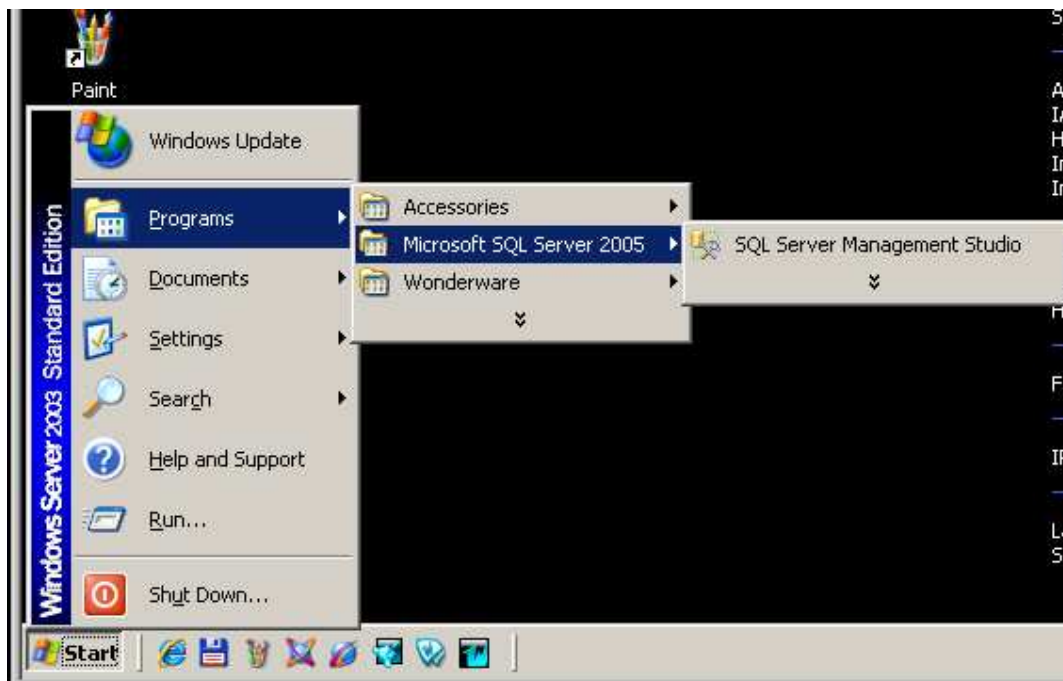 Paint
Windows Update
Programs
Documents
Settings
Search
Help and Support
Run...
Shut Down...
Windows Server 2003 Standard Edition
Accessories
Microsoft SQL Server 2005
Wonderware
SQL Server Management Studio
Start